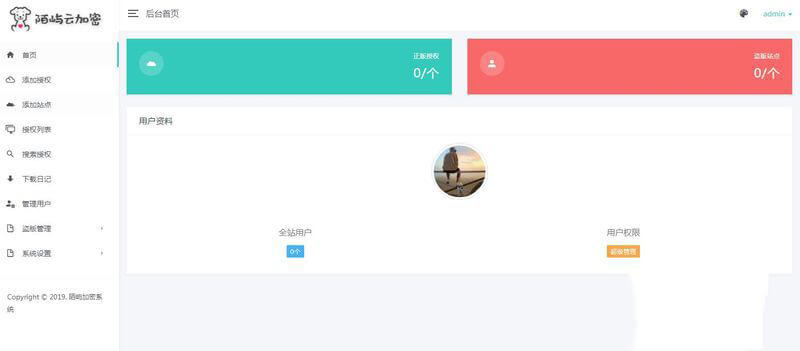 陌屿云加密
后台首页
admin
首页
添加授权
添加站点
授权列表
搜索授权
下载日记
管理用户
盗版管理
系统设置
Copyright © 2019. 陌屿加密系
统
正版授权
0/个
盗版站点
0/个
用户资料
全站用户
0个
用户权限
超级管理